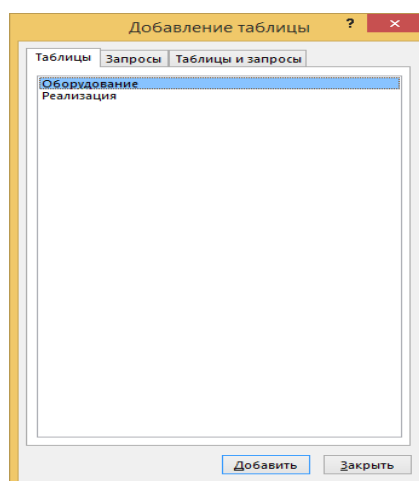 Добавление таблицы ? ×
Таблицы Запросы Таблицы и запросы
Оборудование
Реализация
Добавить Закрыть